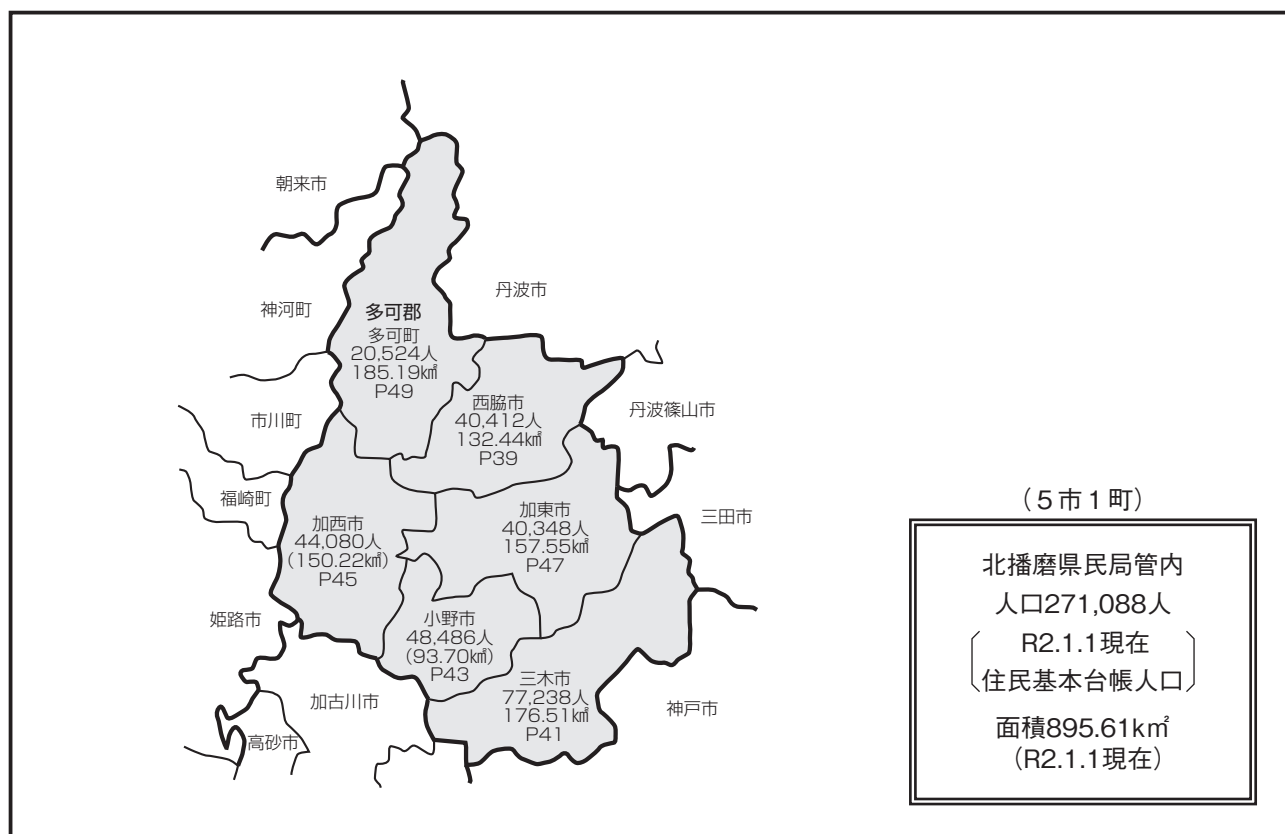 朝来市
神河町
丹波市
多可郡
多可町
20,524人
185.19㎢
P49
西脇市
40,412人
132.44㎢
P39
丹波篠山市
市川町
福崎町
加西市
44,080人
(150.22㎢)
P45
加東市
40,348人
157.55㎢
P47
三田市
姫路市
小野市
48,486人
(93.70㎢)
P43
三木市
77,238人
176.51㎢
P41
加古川市
高砂市
神戸市
（5市1町）
北播磨県民局管内
人口271,088人
R2.1.1現在
住民基本台帳人口
面積895.61k㎡
（R2.1.1現在）